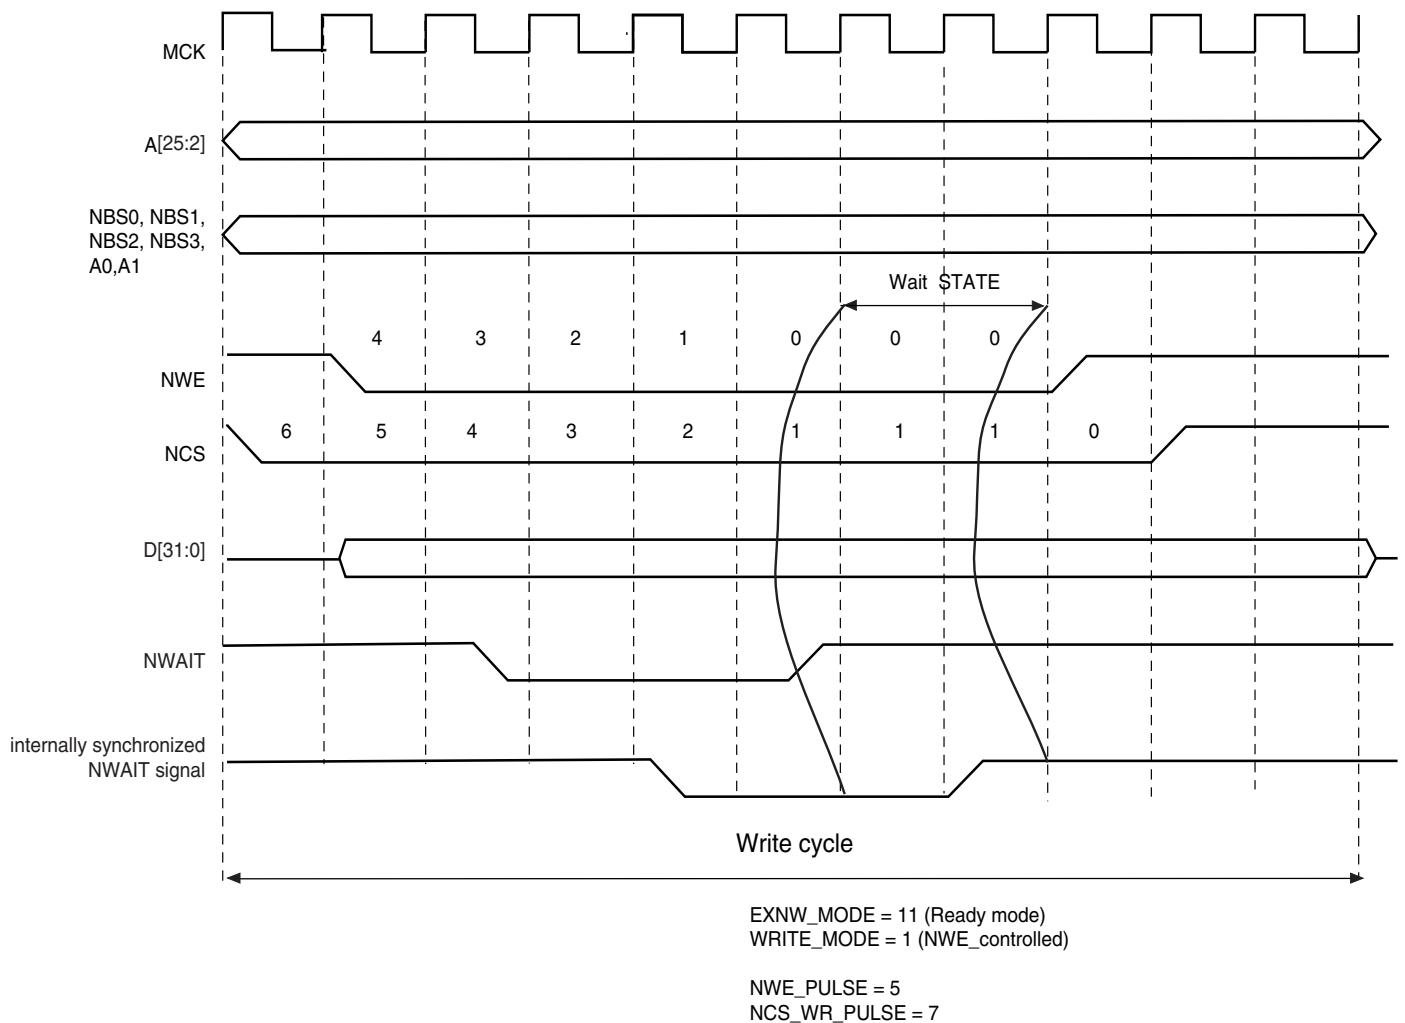 MCK
A[25:2]
NBS0, NBS1,
NBS2, NBS3,
A0,A1
Wait STATE
4 3 2 1 0 0 0
NWE
6 5 4 3 2 1 1 1 0
NCS
D[31:0]
NWAIT
internally synchronized
NWAIT signal
Write cycle
EXNW_MODE = 11 (Ready mode)
WRITE_MODE = 1 (NWE_controlled)
NWE_PULSE = 5
NCS_WR_PULSE = 7